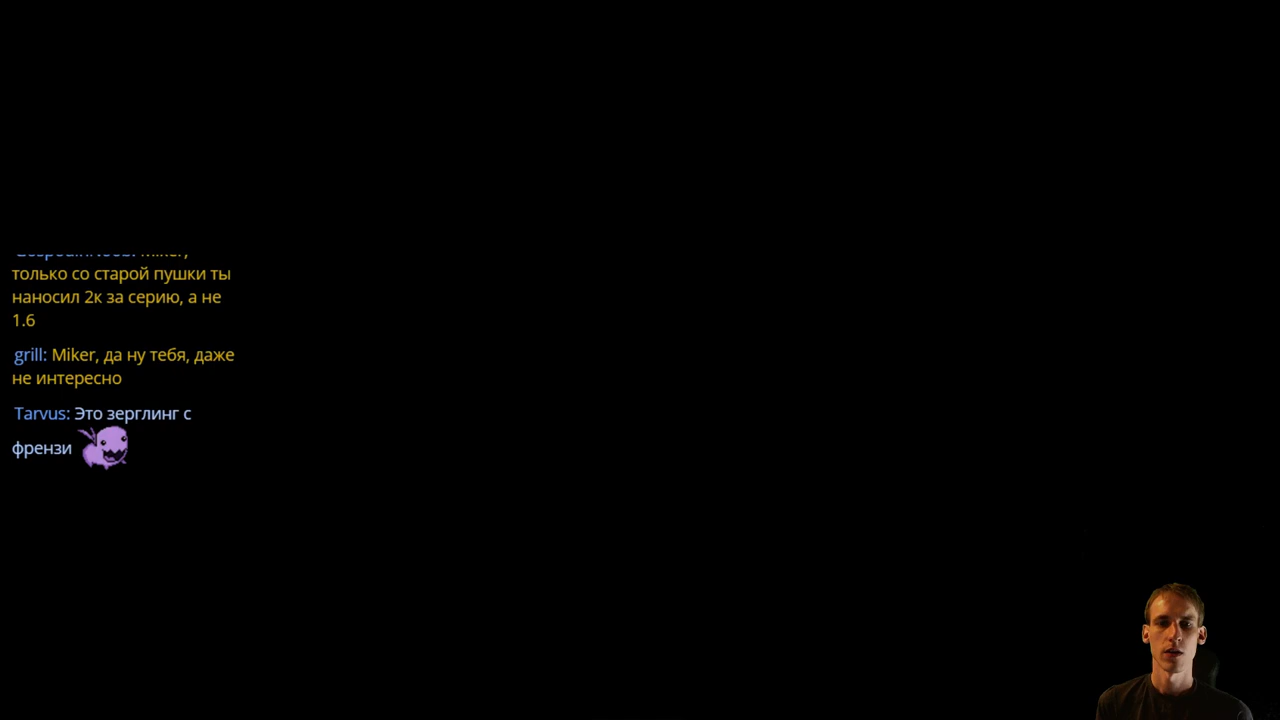 только со старой пушки ты
наносил 2к за серию, а не
1.6
grill: Miker, да ну тебя, даже
не интересно
Tarvus: Это зерглинг с
френзи